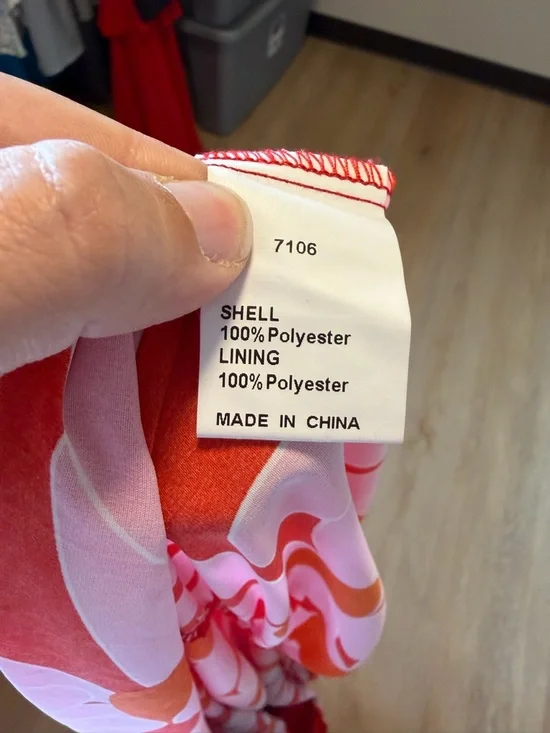 7106
SHELL
100%Polyester
LINING
100%Polyester
MADE IN CHINA